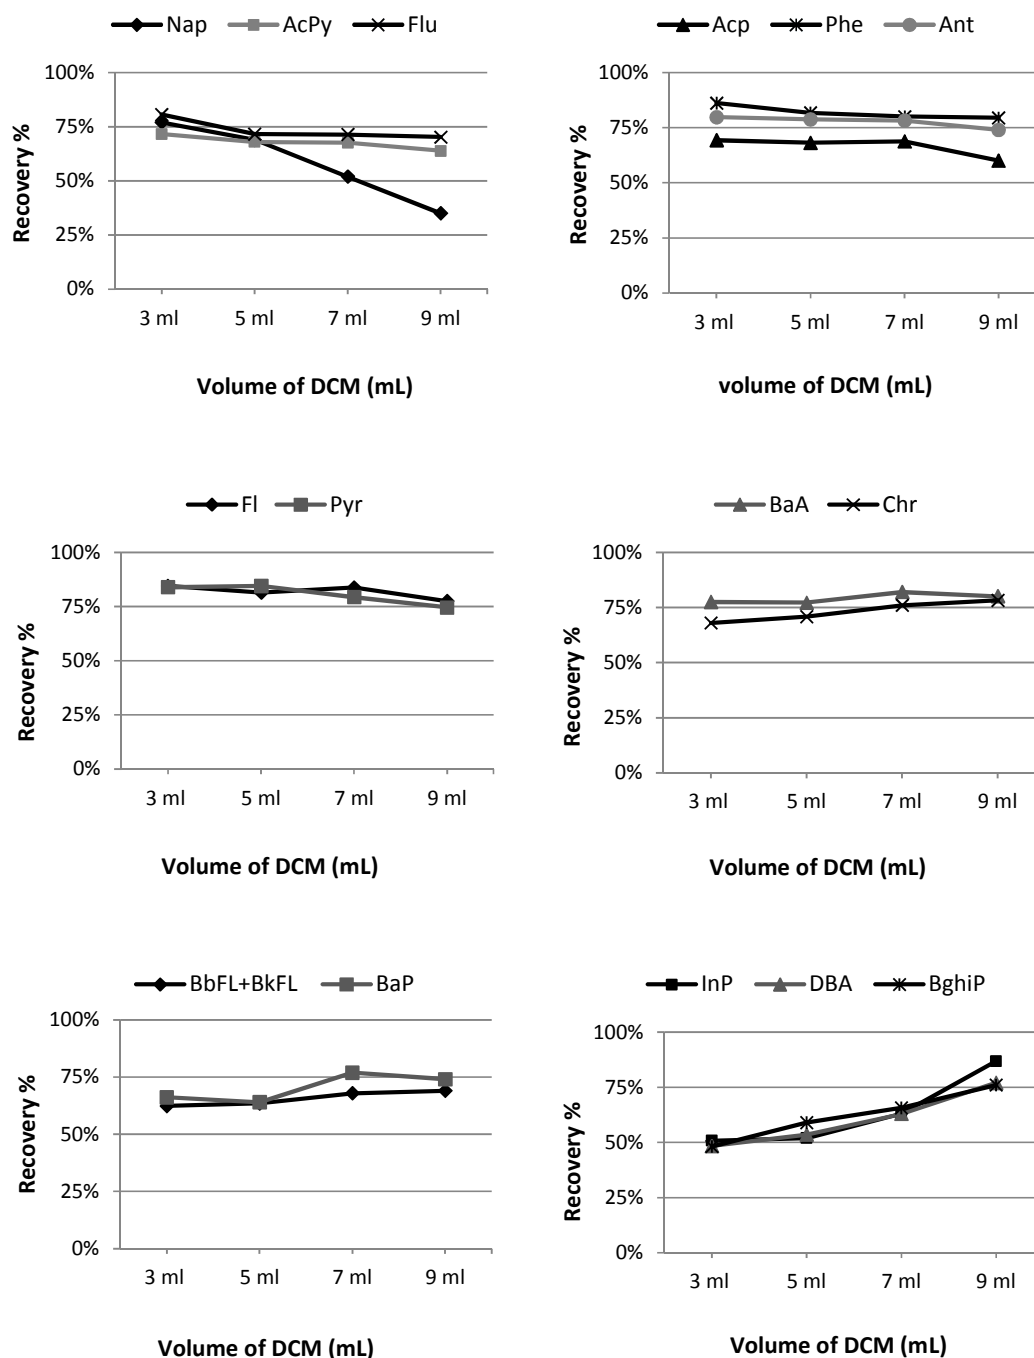 Nap AcPy Flu
100%
75%
50%
25%
0%
Recovery %
3 ml 5 ml 7 ml 9 ml
Volume of DCM (mL)
Acp Phe Ant
100%
75%
50%
25%
0%
Recovery %
3 ml 5 ml 7 ml 9 ml
volume of DCM (mL)
Fl Pyr
100%
75%
50%
25%
0%
Recovery %
3 ml 5 ml 7 ml 9 ml
Volume of DCM (mL)
BaA Chr
100%
75%
50%
25%
0%
Recovery %
3 ml 5 ml 7 ml 9 ml
Volume of DCM (mL)
BbFL+BkFL BaP
100%
75%
50%
25%
0%
Recovery %
3 ml 5 ml 7 ml 9 ml
Volume of DCM (mL)
InP DBA BghiP
100%
75%
50%
25%
0%
Recovery %
3 ml 5 ml 7 ml 9 ml
Volume of DCM (mL)